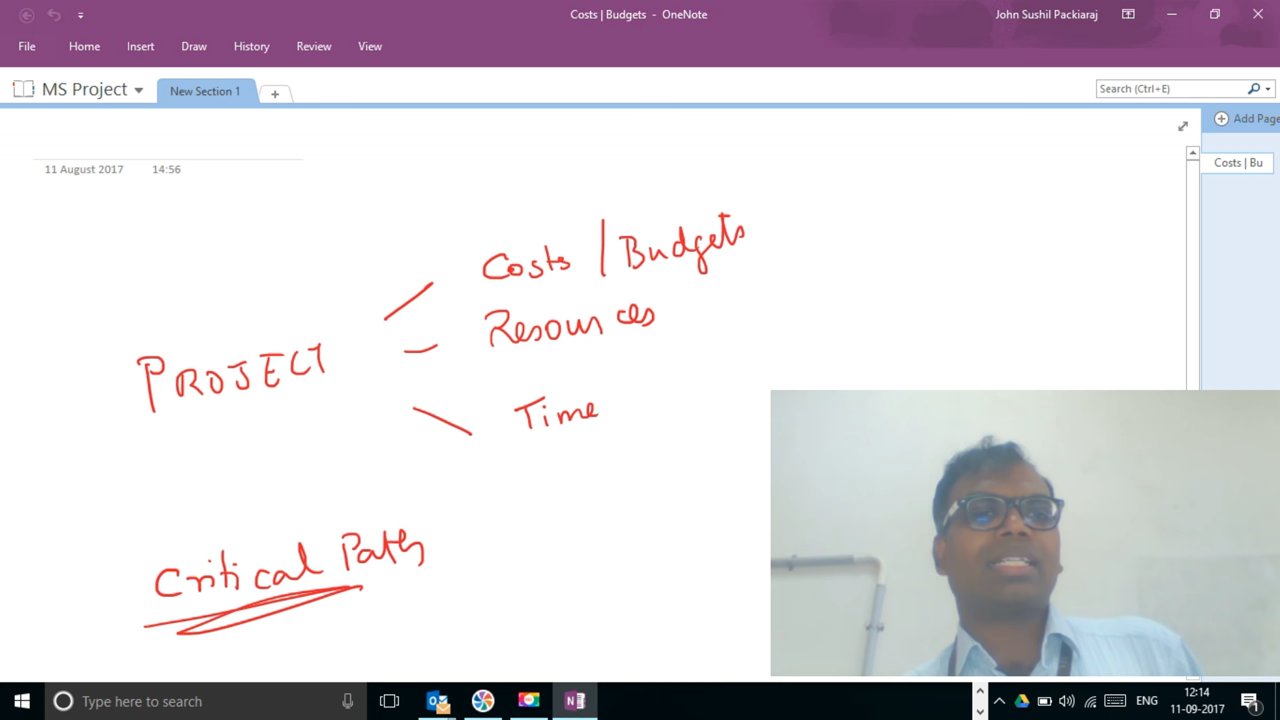 Costs | Budgets - OneNote
John Sushil Packiaraj
File Home Insert Draw History Review View
MS Project
New Section 1
Search (Ctrl+E)
Add Page
11 August 2017 14:56
Costs | Bu
Costs | Budgets
Resources
PROJECT
Time
Critical Path
Type here to search
ENG
12:14
11-09-2017
1